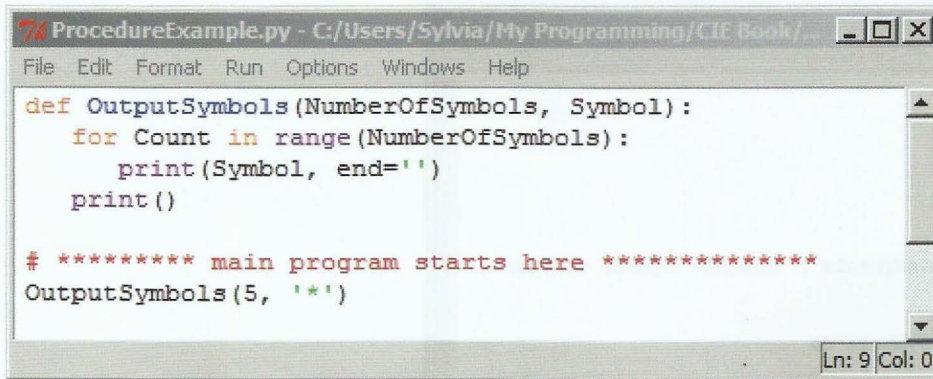 7% ProcedureExample.py - C:/Users/Sylvia/My Programming/CIE Book/...
File Edit Format Run Options Windows Help
def OutputSymbols(NumberOfSymbols, Symbol):
   for Count in range(NumberOfSymbols):
      print(Symbol, end='')
   print()
# ********* main program starts here **************
OutputSymbols(5, '*')
Ln: 9 Col: 0